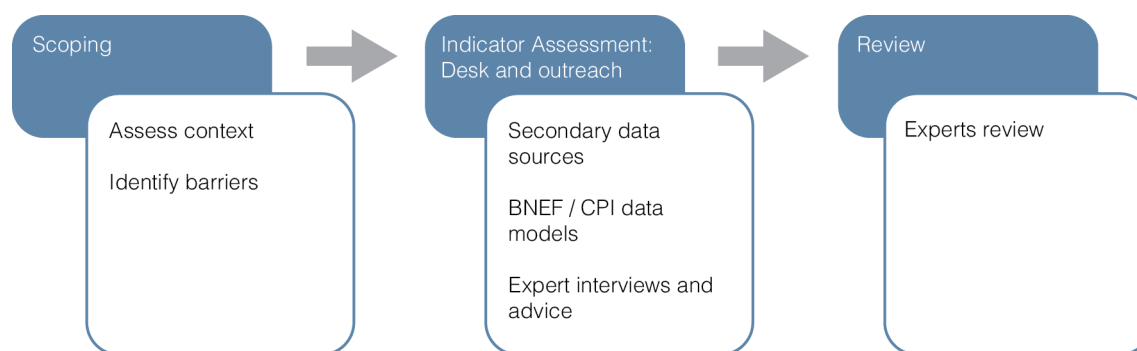 Scoping
Assess context
Identify barriers
Indicator Assessment:
Desk and outreach
Secondary data
sources
BNEF / CPI data
models
Expert interviews and
advice
Review
Experts review